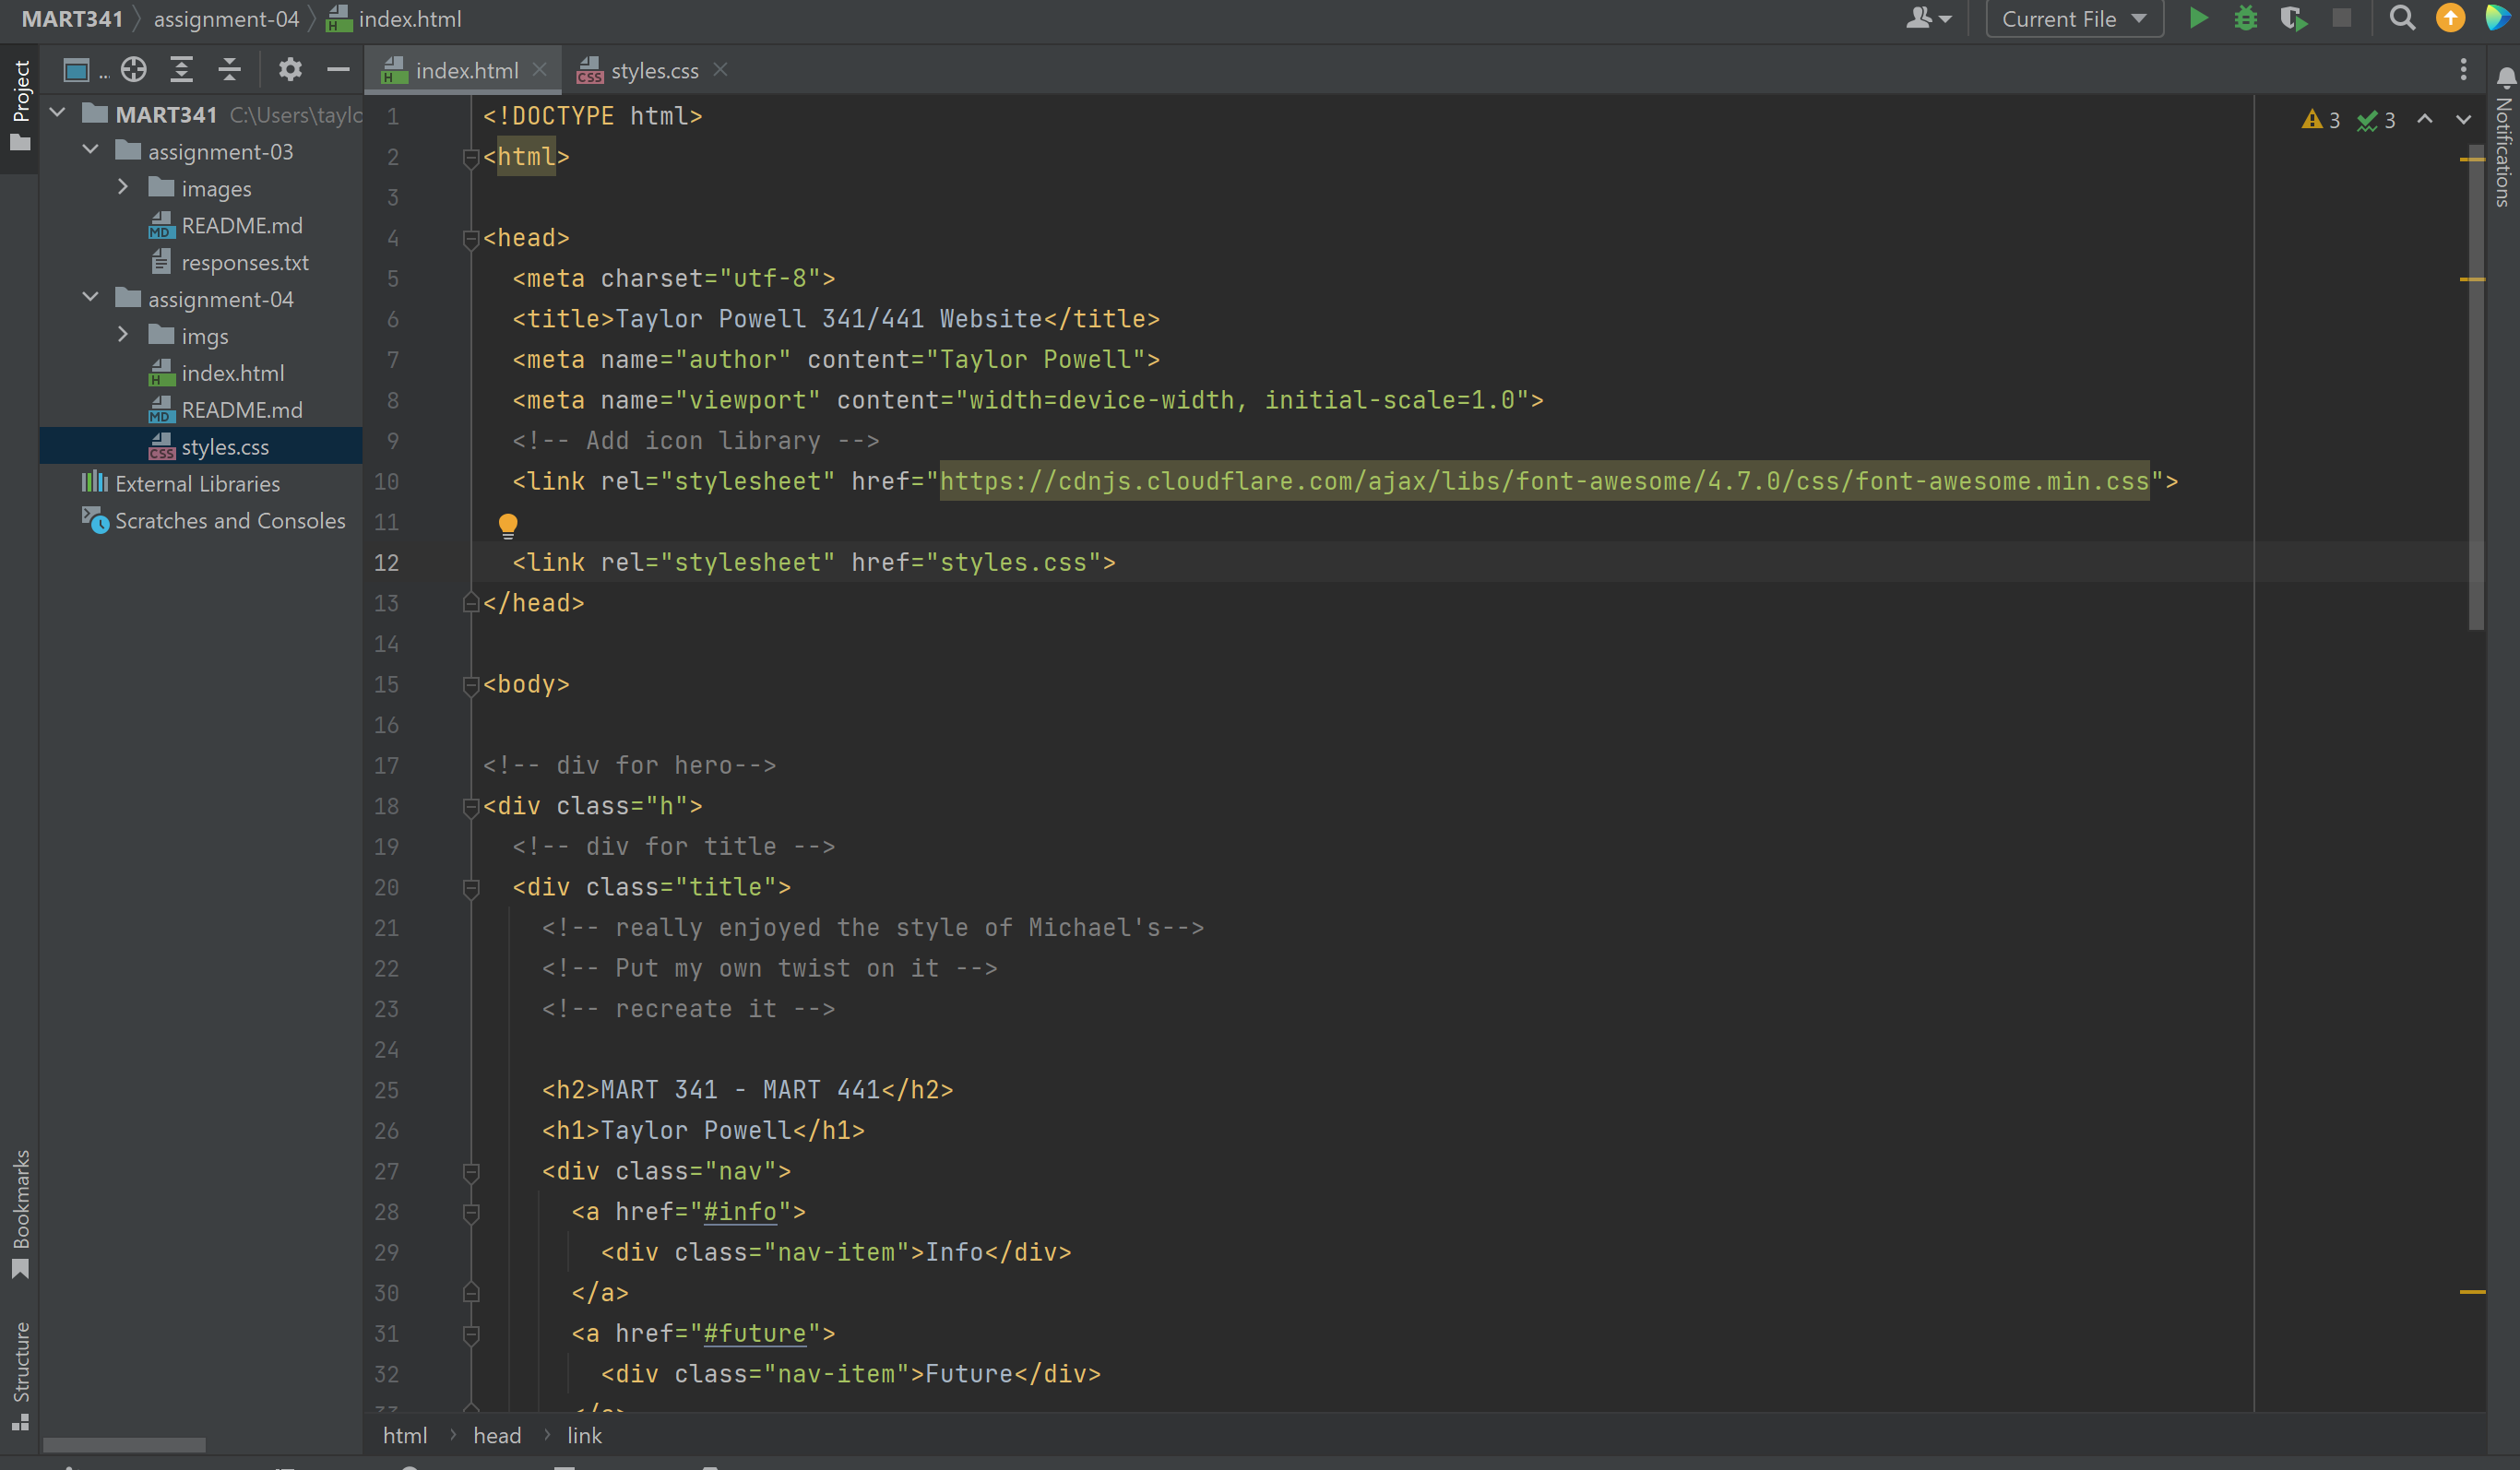 MART341 assignment-04 index.html
Current File
Project
...
index.html
styles.css
MART341 C:\Users\taylo
assignment-03
images
README.md
responses.txt
assignment-04
imgs
index.html
README.md
styles.css
External Libraries
Scratches and Consoles
3 3
Notifications
1 <!DOCTYPE html>
2 <html>
3
4 <head>
5 <meta charset="utf-8">
6 <title>Taylor Powell 341/441 Website</title>
7 <meta name="author" content="Taylor Powell">
8 <meta name="viewport" content="width=device-width, initial-scale=1.0">
9 <!-- Add icon library -->
10 <link rel="stylesheet" href="https://cdnjs.cloudflare.com/ajax/libs/font-awesome/4.7.0/css/font-awesome.min.css">
11
12 <link rel="stylesheet" href="styles.css">
13 </head>
14
15 <body>
16
17 <!-- div for hero-->
18 <div class="h">
19 <!-- div for title -->
20 <div class="title">
21 <!-- really enjoyed the style of Michael's-->
22 <!-- Put my own twist on it -->
23 <!-- recreate it -->
24
25 <h2>MART 341 - MART 441</h2>
26 <h1>Taylor Powell</h1>
27 <div class="nav">
28 <a href="#info">
29 <div class="nav-item">Info</div>
30 </a>
31 <a href="#future">
32 <div class="nav-item">Future</div>
Bookmarks
Structure
html head link